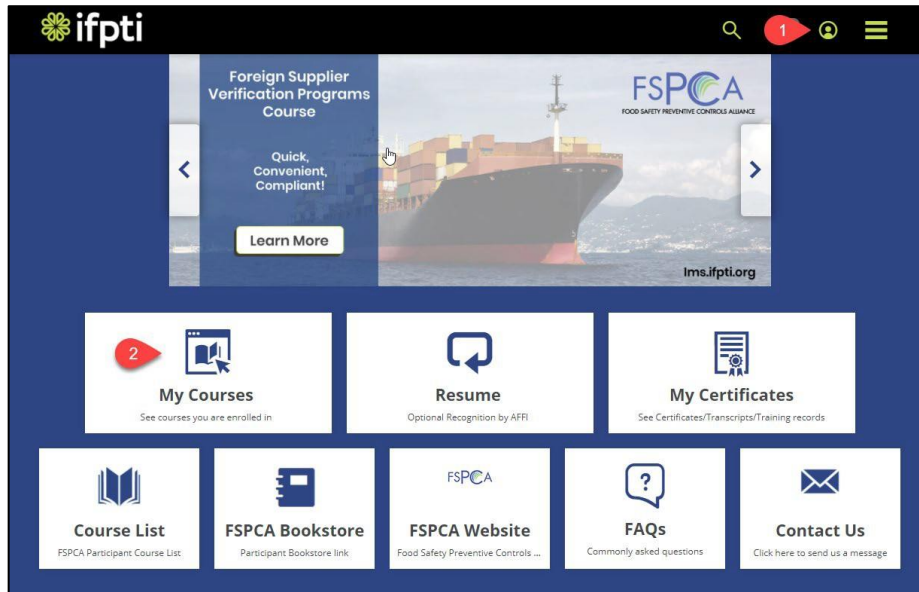 ifpti
1
Foreign Supplier
Verification Programs
Course
Quick,
Convenient,
Compliant!
Learn More
FSPCA
FOOD SAFETY PREVENTIVE CONTROLS ALLIANCE
lms.ifpti.org
2
My Courses
See courses you are enrolled in
Resume
Optional Recognition by AFFI
My Certificates
See Certificates/Transcripts/Training records
Course List
FSPCA Participant Course List
FSPCA Bookstore
Participant Bookstore link
FSPCA
FSPCA Website
Food Safety Preventive Controls ...
?
FAQs
Commonly asked questions
Contact Us
Click here to send us a message